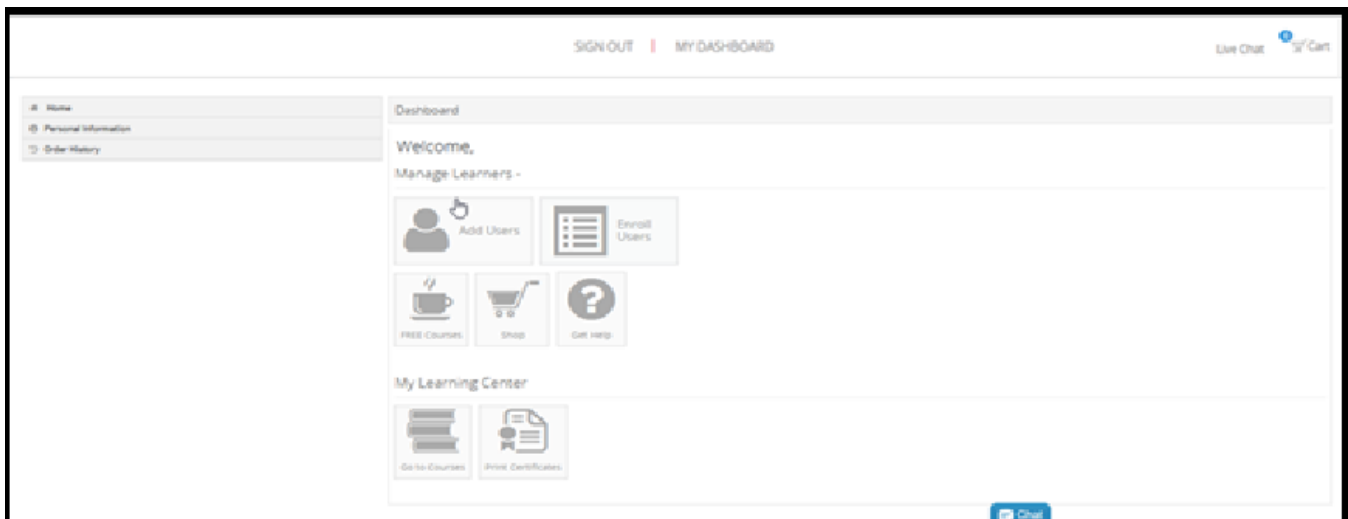 SIGN OUT | MY DASHBOARD
Live Chat
0
Cart
Home
Personal Information
Order History
Dashboard
Welcome,
Manage Learners -
Add Users
Enroll
Users
FREE Courses
Shop
Get Help
My Learning Center
Go to Courses
Print Certificates
Chat